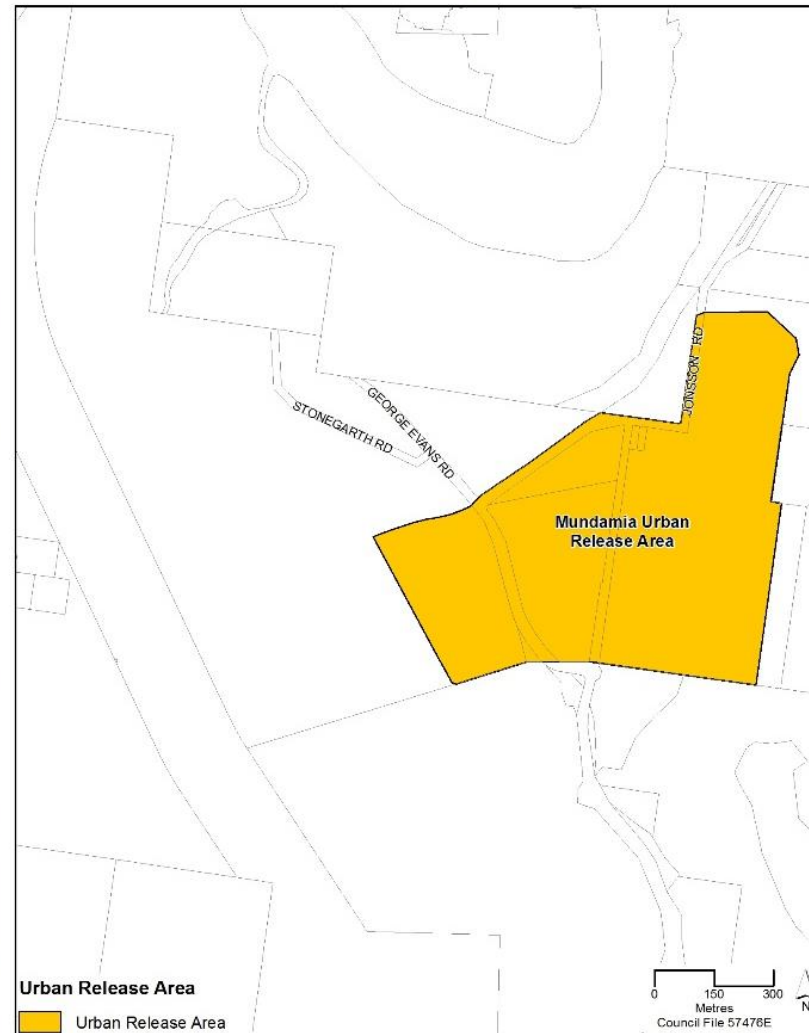 JONSSON RD
GEORGE EVANS RD
STONEGARTH RD
Mundamia Urban
Release Area
Urban Release Area
Urban Release Area
0 150 300
Metres
Council File 57476E
N